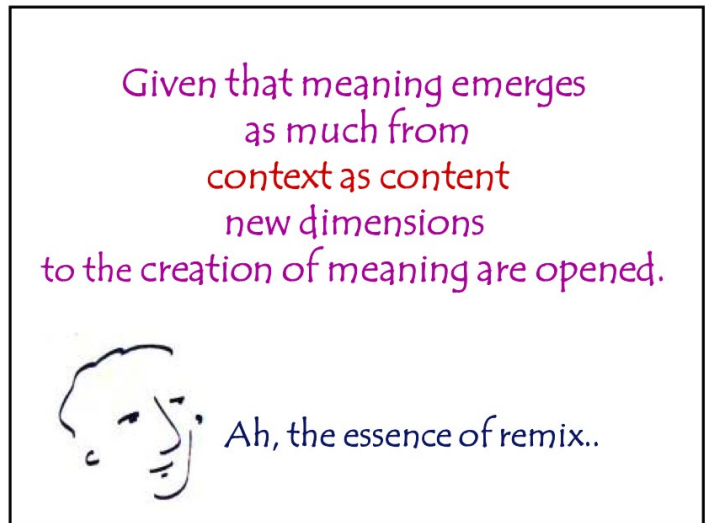 Given that meaning emerges
as much from
context as content
new dimensions
to the creation of meaning are opened.
Ah, the essence of remix..